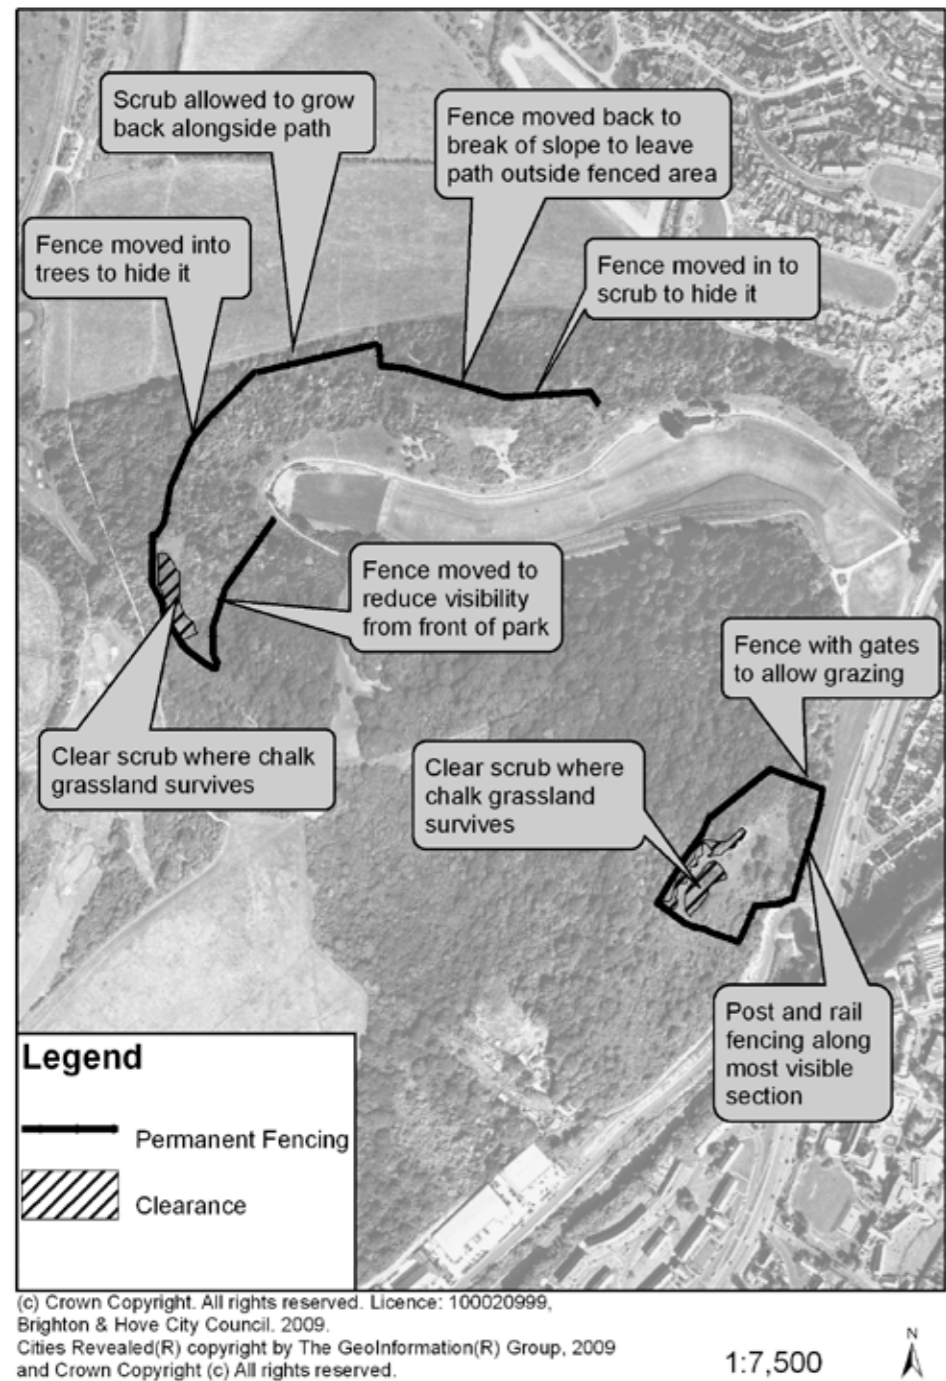 Scrub allowed to grow
back alongside path
Fence moved back to
break of slope to leave
path outside fenced area
Fence moved into
trees to hide it
Fence moved in to
scrub to hide it
Fence moved to
reduce visibility
from front of park
Fence with gates
to allow grazing
Clear scrub where chalk
grassland survives
Clear scrub where
chalk grassland
survives
Post and rail
fencing along
most visible
section
Legend
Permanent Fencing
Clearance
(c) Crown Copyright. All rights reserved. Licence: 100020999,
Brighton & Hove City Council. 2009.
Cities Revealed(R) copyright by The GeoInformation(R) Group, 2009
and Crown Copyright (c) All rights reserved.
1:7,500
N